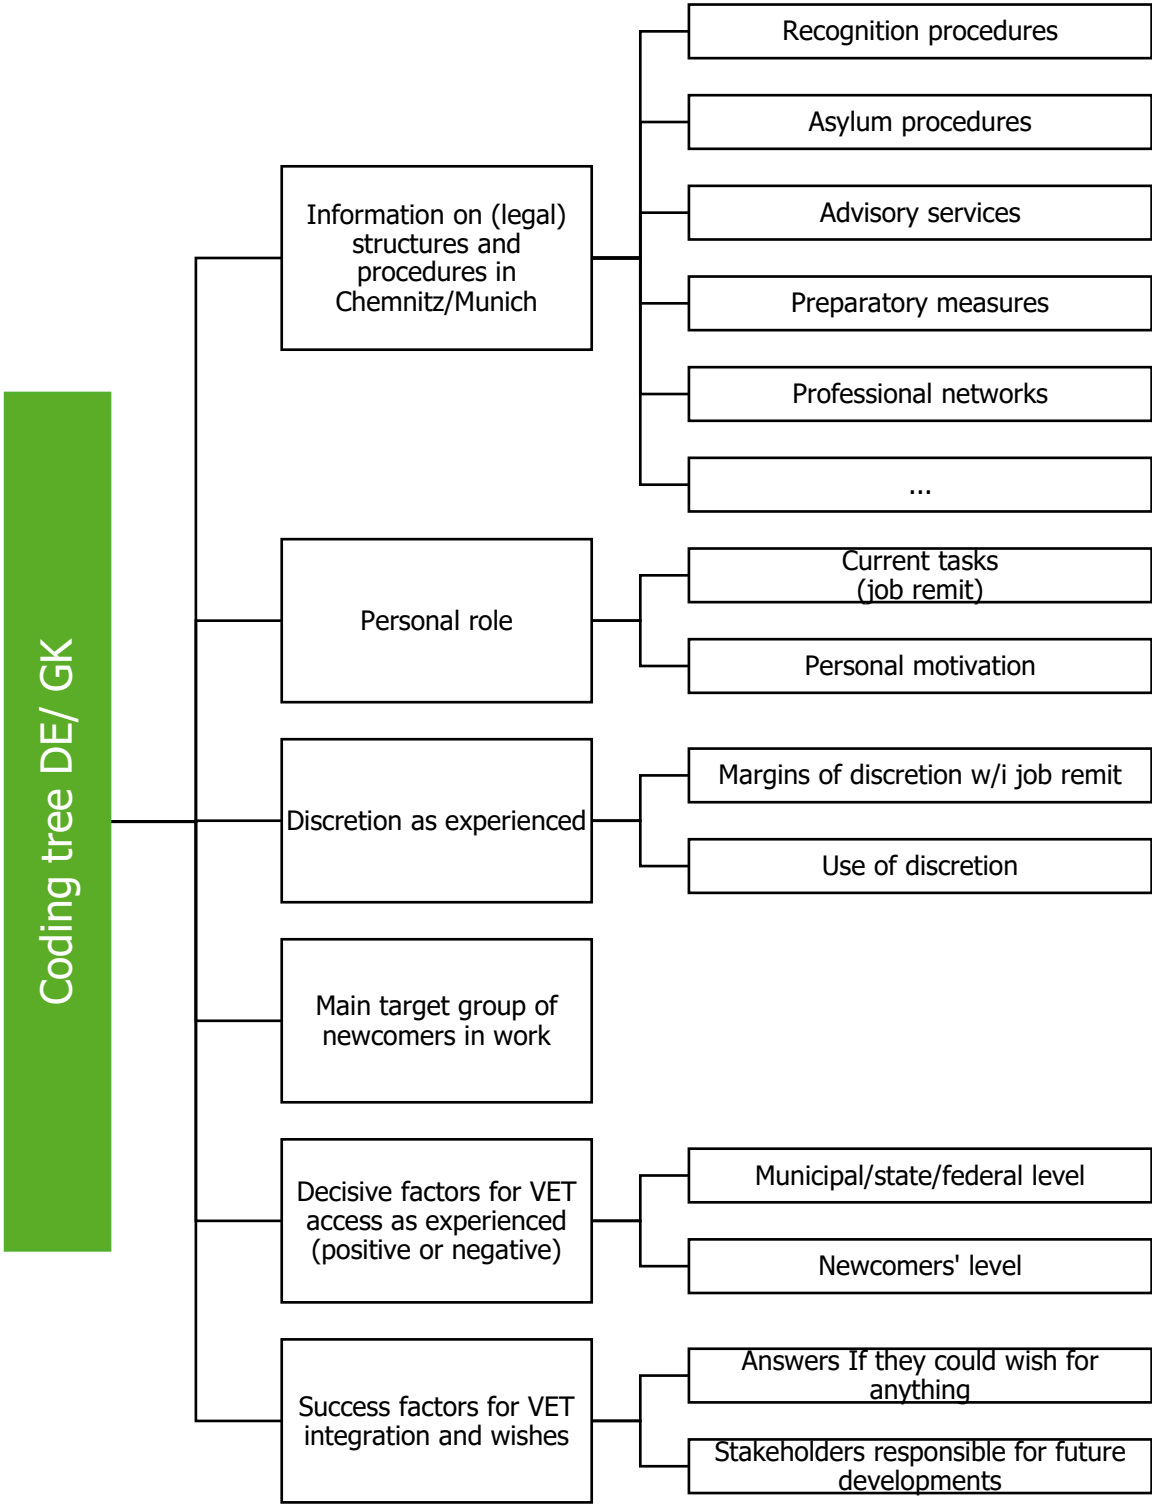 Coding tree DE/ GK
Information on (legal)
structures and
procedures in
Chemnitz/Munich
Recognition procedures
Asylum procedures
Advisory services
Preparatory measures
Professional networks
...
Personal role
Current tasks
(job remit)
Personal motivation
Discretion as experienced
Margins of discretion w/i job remit
Use of discretion
Main target group of
newcomers in work
Decisive factors for VET
access as experienced
(positive or negative)
Municipal/state/federal level
Newcomers' level
Success factors for VET
integration and wishes
Answers If they could wish for
anything
Stakeholders responsible for future
developments